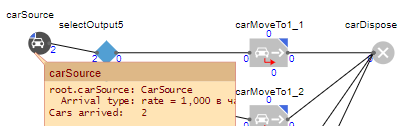 carSource
selectOutput5
carMoveTo1_1
carDispose
2
2
0
0
0
0
0
carSource
root.carSource: CarSource
Arrival type: rate = 1,000 в ча
Cars arrived: 2
carMoveTo1_2
0
0